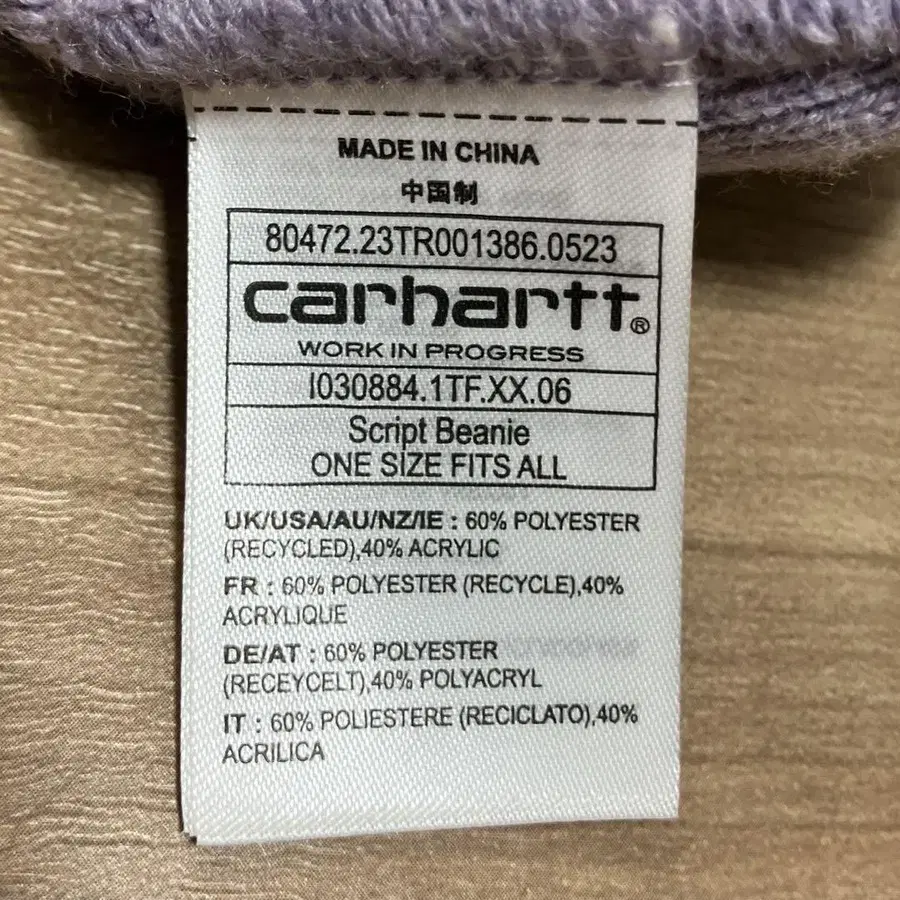 MADE IN CHINA
中国制
80472.23TR001386.0523
carhartt®
WORK IN PROGRESS
I030884.1TF.XX.06
Script Beanie
ONE SIZE FITS ALL
UK/USA/AU/NZ/IE : 60% POLYESTER
(RECYCLED),40% ACRYLIC
FR : 60% POLYESTER (RECYCLE),40%
ACRYLIQUE
DE/AT : 60% POLYESTER
(RECEYCELT),40% POLYACRYL
IT : 60% POLIESTERE (RECICLATO),40%
ACRILICA